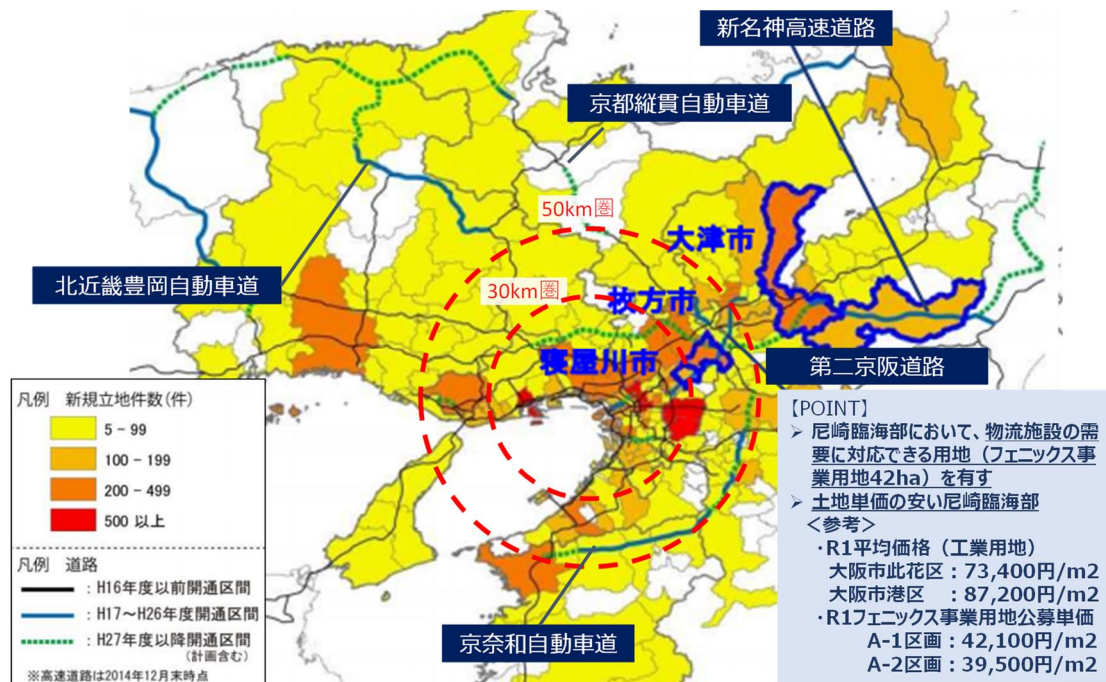 新名神高速道路
京都縦貫自動車道
50km圏
大津市
北近畿豊岡自動車道
30km圏
枚方市
寝屋川市
第二京阪道路
凡例 新規立地件数(件)
5 - 99
100 - 199
200 - 499
500 以上
凡例 道路
：H16年度以前開通区間
：H17～H26年度開通区間
：H27年度以降開通区間
(計画含む)
※高速道路は2014年12月末時点
京奈和自動車道
【POINT】
➢ 尼崎臨海部において、物流施設の需
要に対応できる用地（フェニックス事
業用地42ha）を有す
➢ 土地単価の安い尼崎臨海部
＜参考＞
・R1平均価格（工業用地）
大阪市此花区：73,400円/m2
大阪市港区　：87,200円/m2
・R1フェニックス事業用地公募単価
A-1区画：42,100円/m2
A-2区画：39,500円/m2